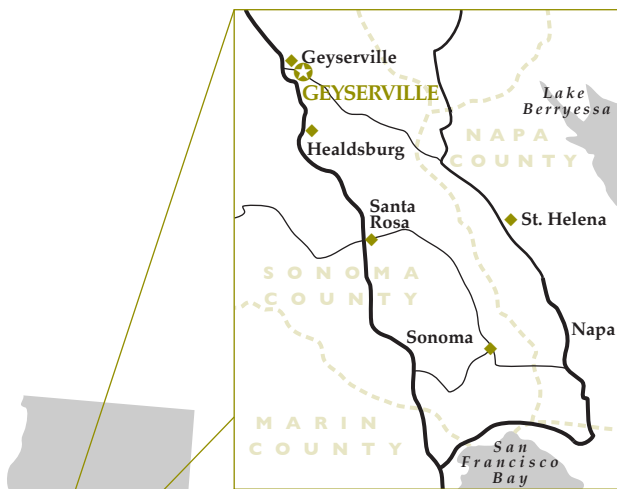 Geyserville
GEYSERVILLE
Lake
Berryessa
NAPA
COUNTY
Healdsburg
Santa
Rosa
St. Helena
SONOMA
COUNTY
Sonoma
Napa
MARIN
COUNTY
San
Francisco
Bay